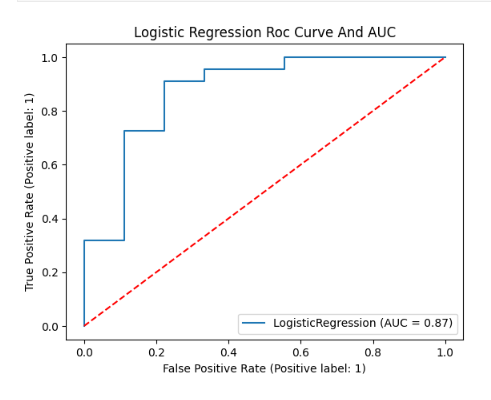 Logistic Regression Roc Curve And AUC
True Positive Rate (Positive label: 1)
1.0
0.8
0.6
0.4
0.2
0.0
LogisticRegression (AUC = 0.87)
0.0 0.2 0.4 0.6 0.8 1.0
False Positive Rate (Positive label: 1)